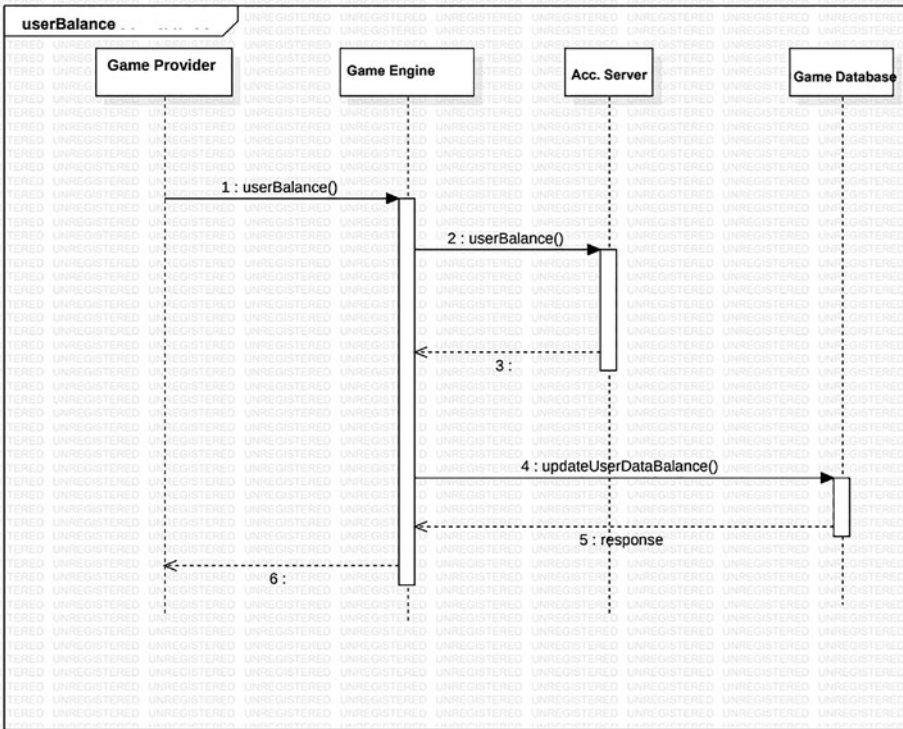 userBalance
Game Provider
Game Engine
Acc. Server
Game Database
1 : userBalance()
2 : userBalance()
3 :
4 : updateUserDataBalance()
5 : response
6 :
UNREGISTERED